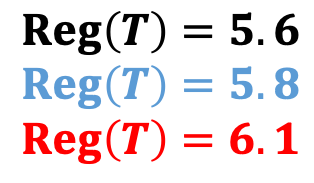 Reg(T) = 5.6
Reg(T) = 5.8
Reg(T) = 6.1